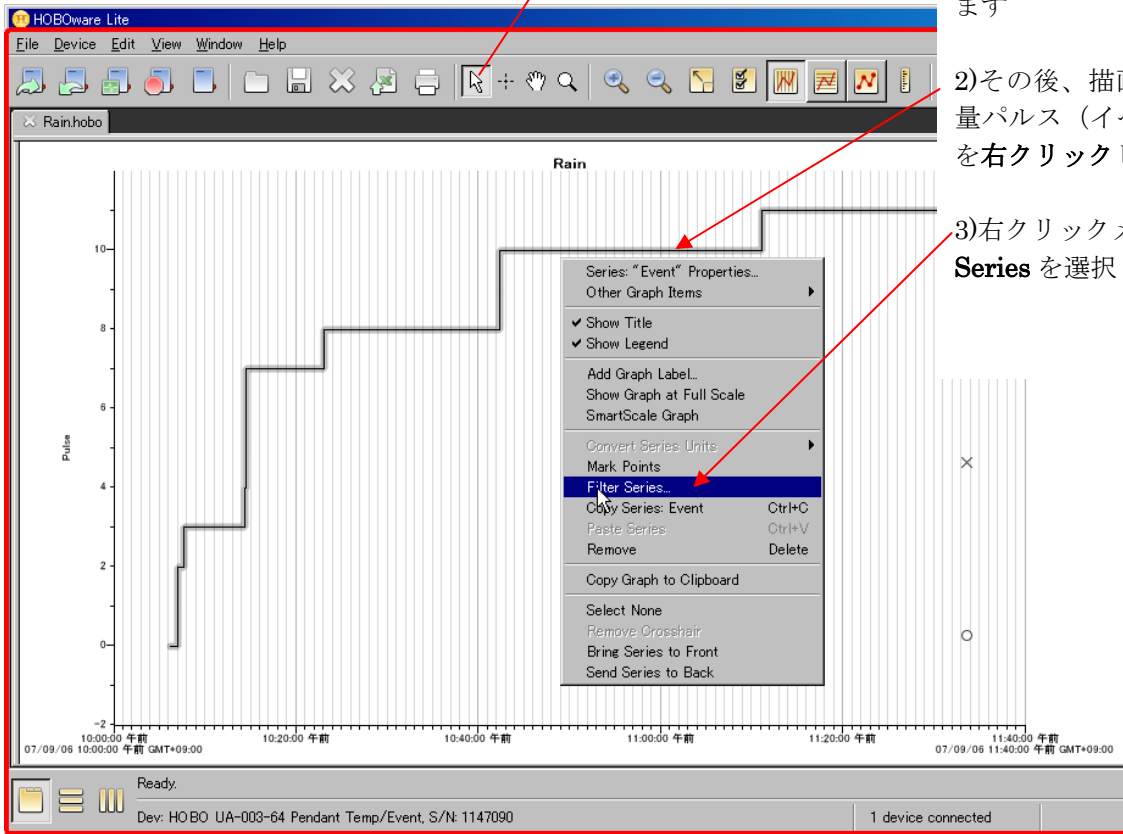 HOBOware Lite
File Device Edit View Window Help
Rain.hobo
Rain
Pulse
10
8
6
4
2
0
-2
10:00:00 午前
10:20:00 午前
10:40:00 午前
11:00:00 午前
11:20:00 午前
11:40:00 午前
07/09/06 10:00:00 午前 GMT+09:00
07/09/06 11:40:00 午前 GMT+09:00
Series: "Event" Properties...
Other Graph Items
Show Title
Show Legend
Add Graph Label...
Show Graph at Full Scale
SmartScale Graph
Convert Series Units
Mark Points
Filter Series...
Copy Series: Event Ctrl+C
Paste Series Ctrl+V
Remove Delete
Copy Graph to Clipboard
Select None
Remove Crosshair
Bring Series to Front
Send Series to Back
Ready.
Dev: HOBO UA-003-64 Pendant Temp/Event, S/N: 1147090
1 device connected
ます
2)その後、描
量パルス（イ
を右クリック
3)右クリック
Series を選択